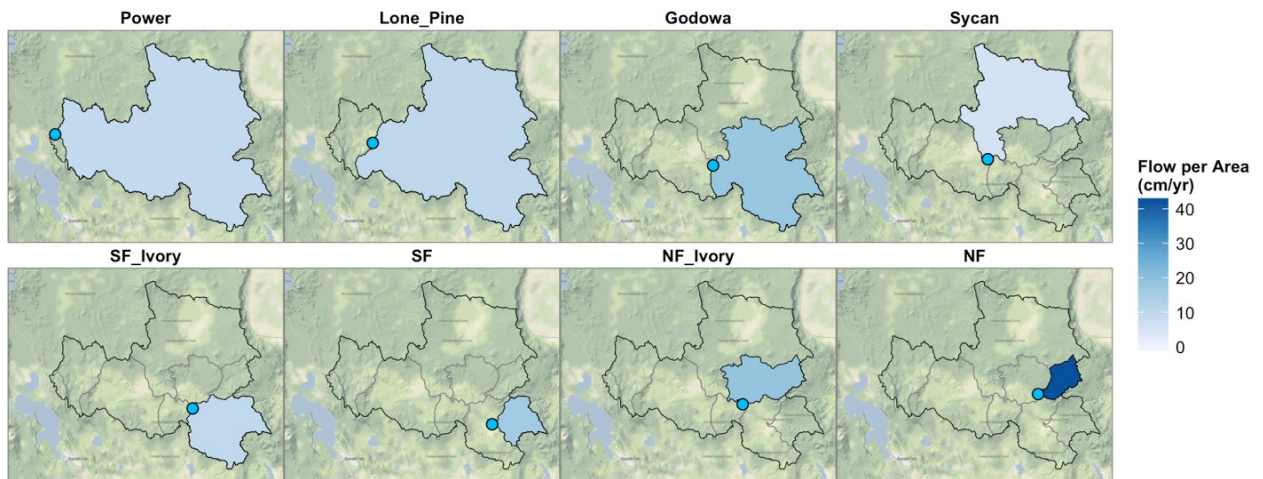 Power
Lone_Pine
Godowa
Sycan
SF_Ivory
SF
NF_Ivory
NF
Flow per Area
(cm/yr)
40
30
20
10
0